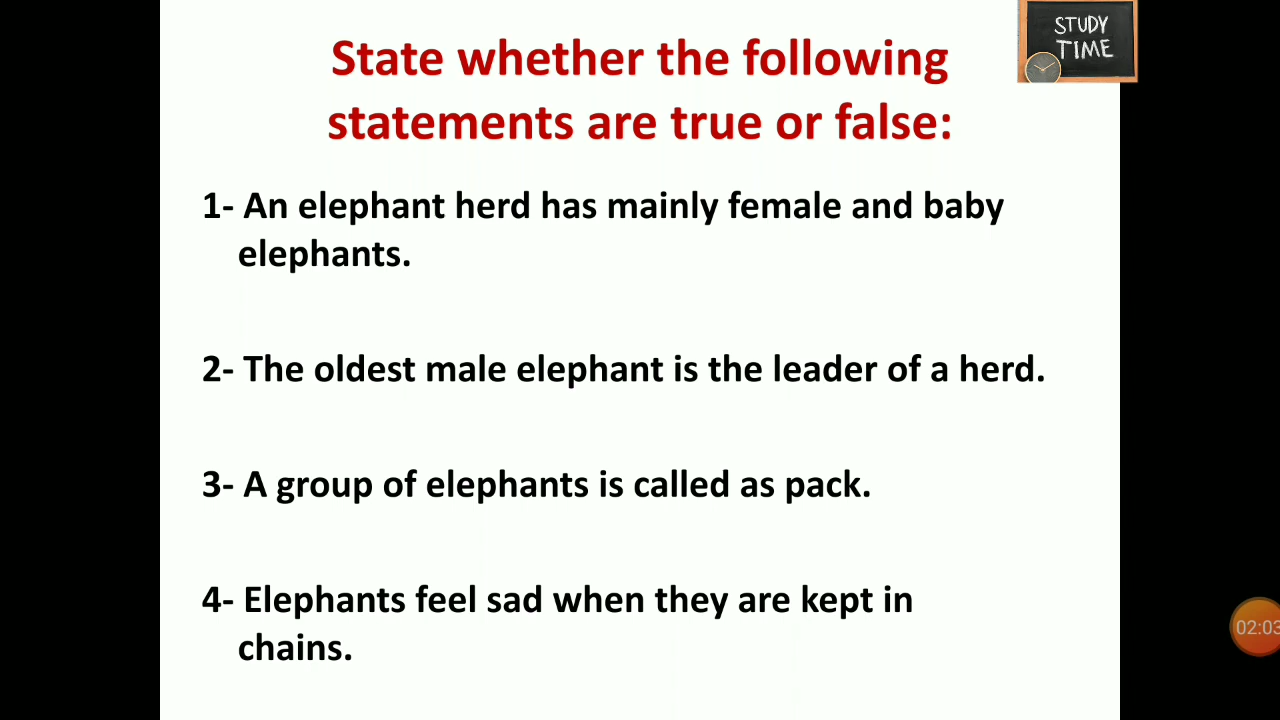 STUDY
TIME
State whether the following
statements are true or false:
1- An elephant herd has mainly female and baby
elephants.
2- The oldest male elephant is the leader of a herd.
3- A group of elephants is called as pack.
4- Elephants feel sad when they are kept in
chains.
02:03